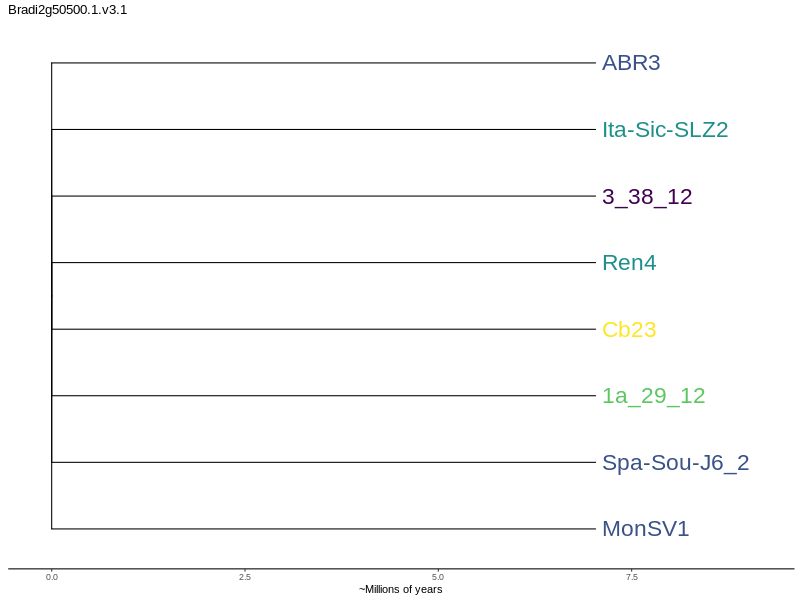 Bradi2g50500.1.v3.1
ABR3
Ita-Sic-SLZ2
3_38_12
Ren4
Cb23
1a_29_12
Spa-Sou-J6_2
MonSV1
0.0 2.5 5.0 7.5
~Millions of years